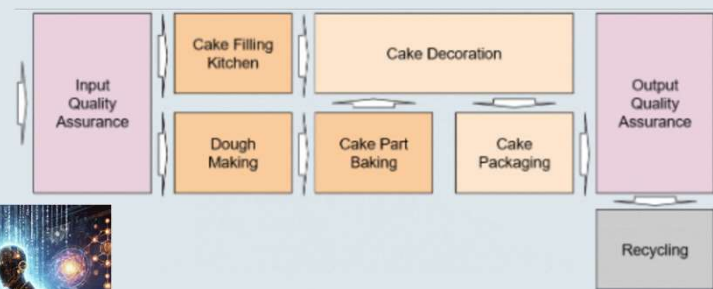 Input
Quality
Assurance
Cake Filling
Kitchen
Cake Decoration
Output
Quality
Assurance
Dough
Making
Cake Part
Baking
Cake
Packaging
Recycling